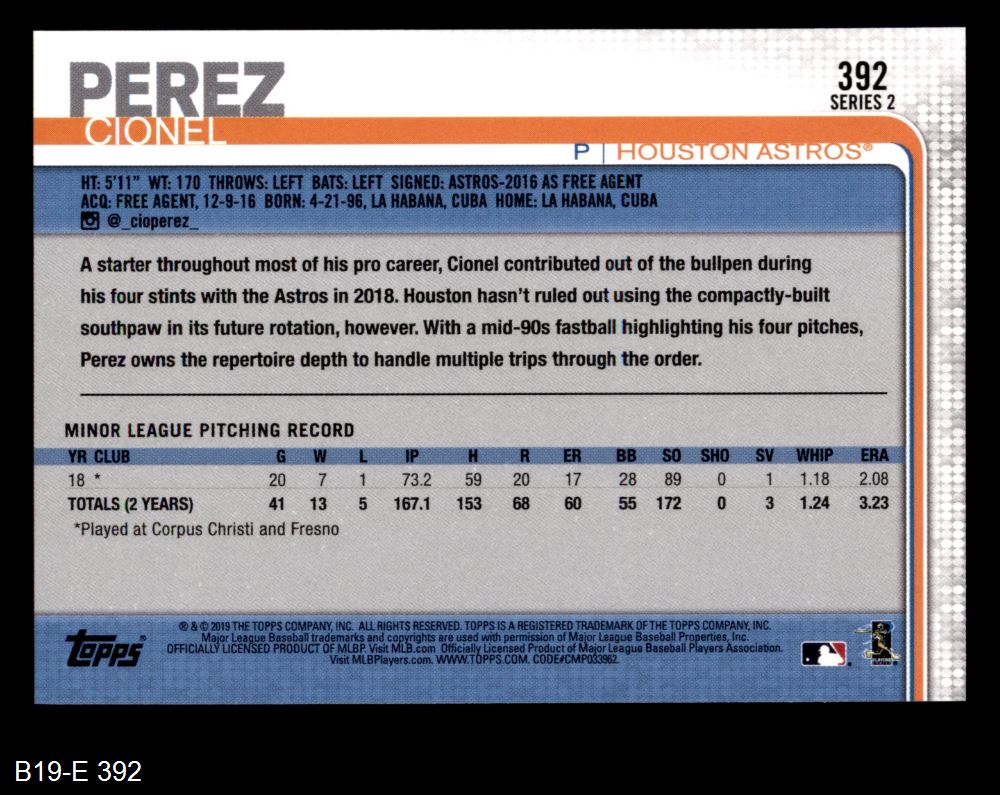 PEREZ
CIONEL
392
SERIES 2
P | HOUSTON ASTROS®
HT: 5'11" WT: 170 THROWS: LEFT BATS: LEFT SIGNED: ASTROS-2016 AS FREE AGENT
ACQ: FREE AGENT, 12-9-16 BORN: 4-21-96, LA HABANA, CUBA HOME: LA HABANA, CUBA
@_cioperez_
A starter throughout most of his pro career, Cionel contributed out of the bullpen during
his four stints with the Astros in 2018. Houston hasn't ruled out using the compactly-built
southpaw in its future rotation, however. With a mid-90s fastball highlighting his four pitches,
Perez owns the repertoire depth to handle multiple trips through the order.
MINOR LEAGUE PITCHING RECORD
YR CLUB G W L IP H R ER BB SO SHO SV WHIP ERA
18 * 20 7 1 73.2 59 20 17 28 89 0 1 1.18 2.08
TOTALS (2 YEARS) 41 13 5 167.1 153 68 60 55 172 0 3 1.24 3.23
*Played at Corpus Christi and Fresno
Topps®
® & © 2019 THE TOPPS COMPANY, INC. ALL RIGHTS RESERVED. TOPPS IS A REGISTERED TRADEMARK OF THE TOPPS COMPANY, INC.
Major League Baseball trademarks and copyrights are used with permission of Major League Baseball Properties, Inc.
OFFICIALLY LICENSED PRODUCT OF MLBP. Visit MLB.com Officially Licensed Product of Major League Baseball Players Association.
Visit MLBPlayers.com. WWW.TOPPS.COM. CODE#CMP033962.
B19-E 392